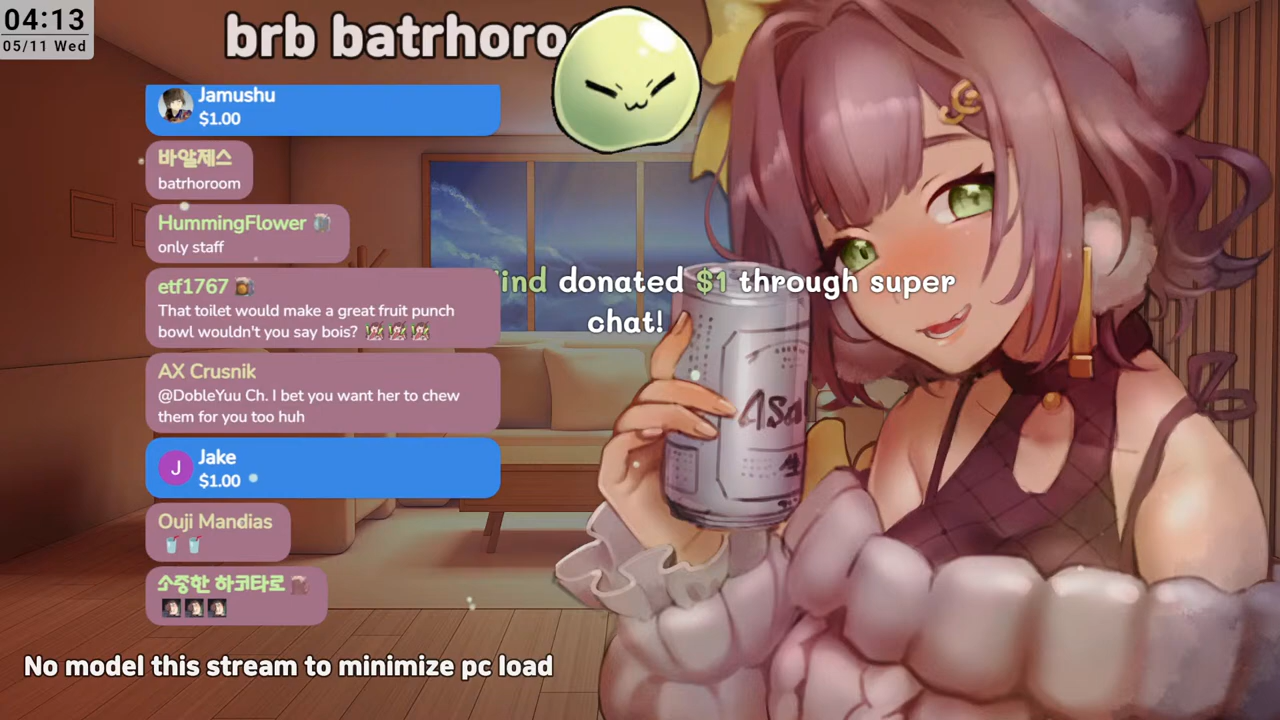 04:13
05/11 Wed
brb batrhoro
Jamushu
$1.00
바알제스
batrhoroom
HummingFlower
only staff
etf1767
That toilet would make a great fruit punch
bowl wouldn't you say bois?
AX Crusnik
@DobleYuu Ch. I bet you want her to chew
them for you too huh
J
Jake
$1.00
Ouji Mandias
소중한 하코타로
ind donated $1 through super
chat!
Asa
No model this stream to minimize pc load